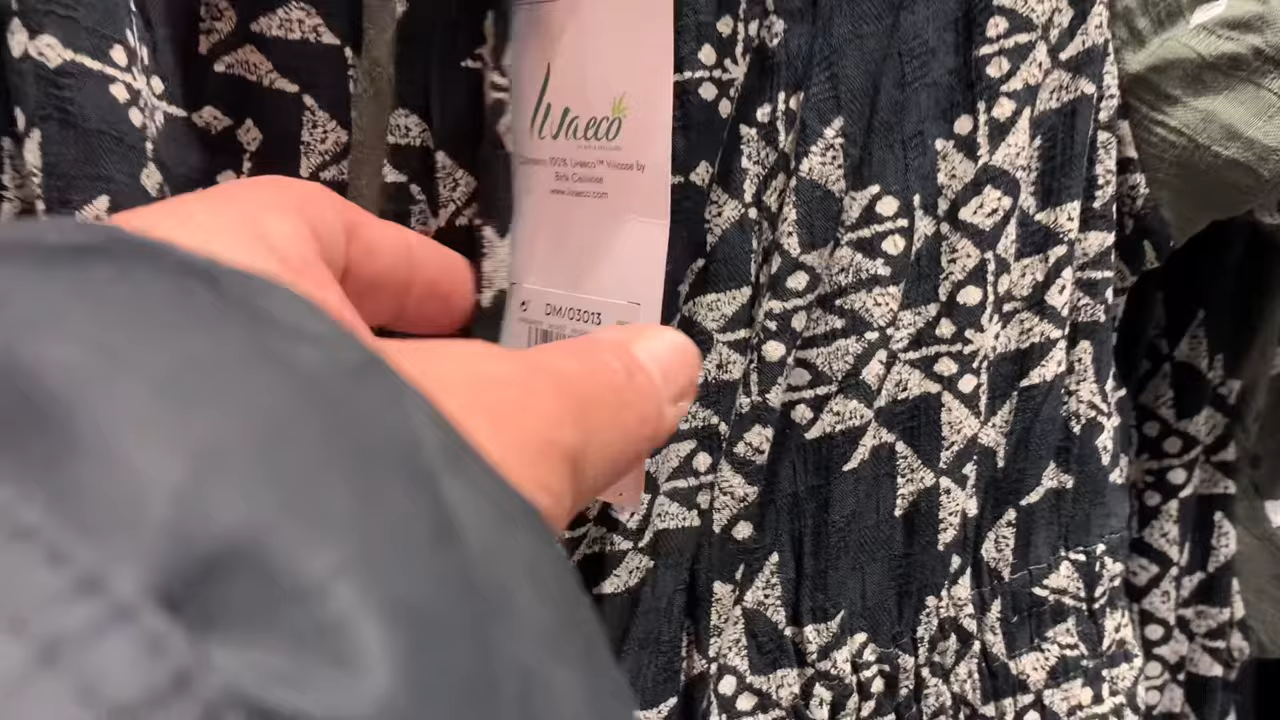 Livaeco
100% Livaeco™ Viscose by
Birla Cellulose
www.livaeco.com
DM/03013